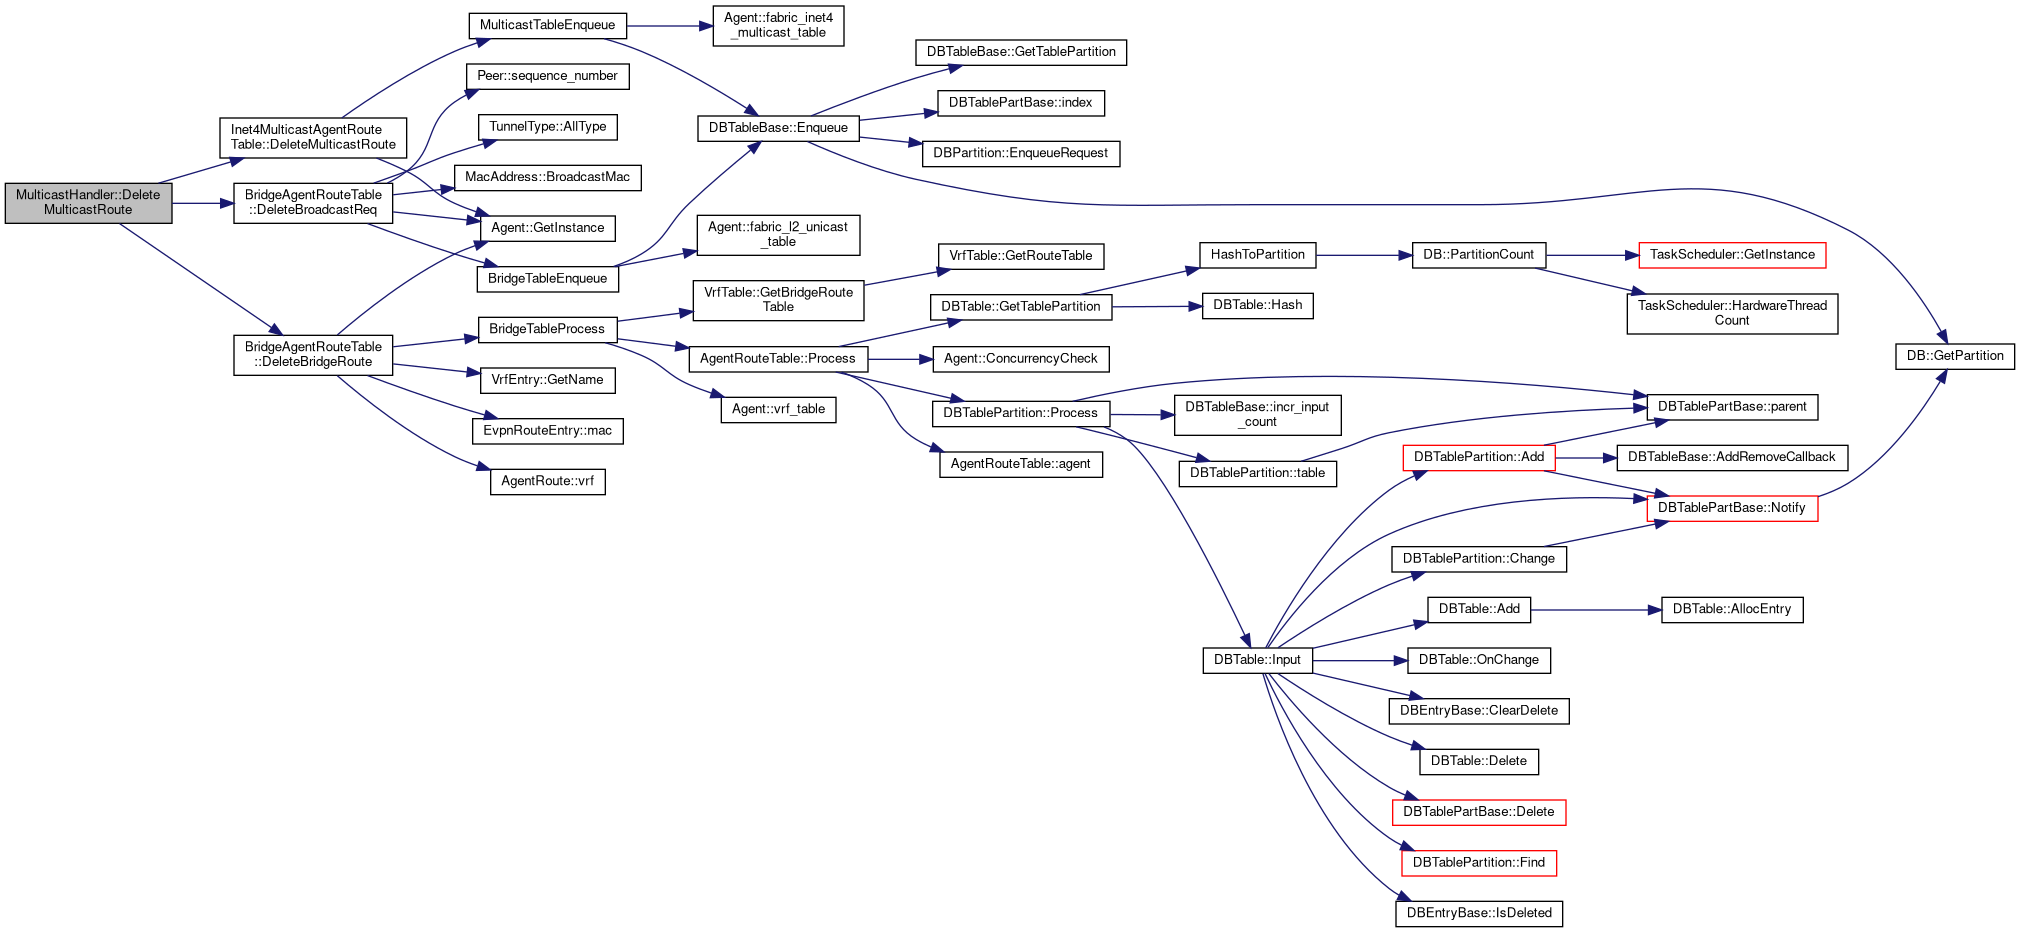 MulticastHandler::Delete
MulticastRoute
Inet4MulticastAgentRoute
Table::DeleteMulticastRoute
BridgeAgentRouteTable
::DeleteBroadcastReq
BridgeAgentRouteTable
::DeleteBridgeRoute
MulticastTableEnqueue
Peer::sequence_number
TunnelType::AllType
MacAddress::BroadcastMac
Agent::GetInstance
BridgeTableEnqueue
BridgeTableProcess
VrfEntry::GetName
EvpnRouteEntry::mac
AgentRoute::vrf
Agent::fabric_inet4
_multicast_table
DBTableBase::Enqueue
Agent::fabric_l2_unicast
_table
VrfTable::GetBridgeRoute
Table
AgentRouteTable::Process
Agent::vrf_table
DBTableBase::GetTablePartition
DBTablePartBase::index
DBPartition::EnqueueRequest
VrfTable::GetRouteTable
DBTable::GetTablePartition
Agent::ConcurrencyCheck
DBTablePartition::Process
AgentRouteTable::agent
HashToPartition
DBTable::Hash
DBTableBase::incr_input
_count
DBTablePartition::table
DBTable::Input
DB::PartitionCount
DBTablePartition::Add
DBTablePartition::Change
DBTable::Add
DBTable::OnChange
DBEntryBase::ClearDelete
DBTable::Delete
DBTablePartBase::Delete
DBTablePartition::Find
DBEntryBase::IsDeleted
TaskScheduler::GetInstance
TaskScheduler::HardwareThread
Count
DBTablePartBase::parent
DBTableBase::AddRemoveCallback
DBTablePartBase::Notify
DBTable::AllocEntry
DB::GetPartition